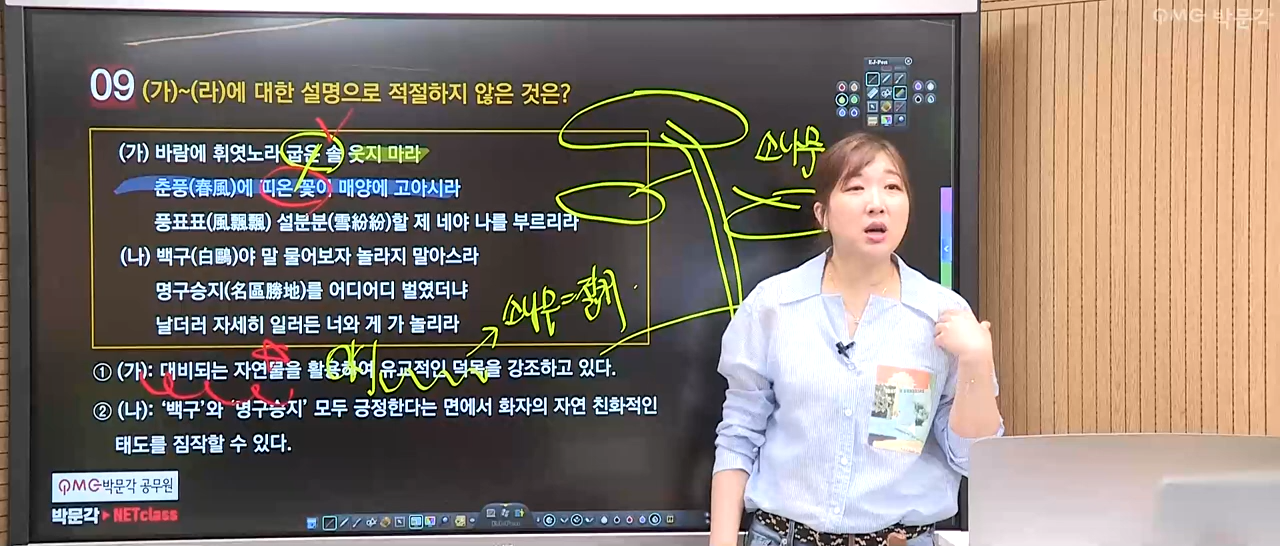 QMG 박문각
09 (가)~(라)에 대한 설명으로 적절하지 않은 것은?
EJ-Pen
(가) 바람에 휘엿노라 굽은 솔 웃지 마라
춘풍(春風)에 띄온 꽃이 매양에 고아시랴
풍표표(風飄飄) 설분분(雪紛紛)할 제 네야 나를 부르리라
(나) 백구(白鷗)야 말 물어보자 놀라지 말아스라
명구승지(名區勝地)를 어디어디 벌였더냐
날더러 자세히 일러든 너와 게 가 놀리라
소나무
소나무=절개
① (가): 대비되는 자연물을 활용하여 유교적인 덕목을 강조하고 있다.
② (나): ‘백구’와 ‘명구승지’ 모두 긍정한다는 면에서 화자의 자연 친화적인
태도를 짐작할 수 있다.
QMG박문각 공무원
박문각▶NETclass